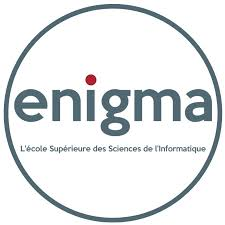 enigma
L'école Supérieure des Sciences de l'Informatique